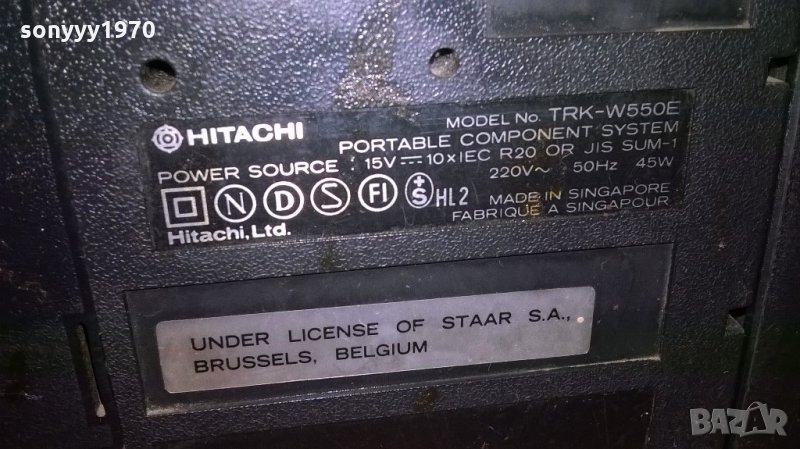 sonyyy1970
HITACHI
MODEL No. TRK-W550E
PORTABLE COMPONENT SYSTEM
POWER SOURCE : 15V⎓10×IEC R20 OR JIS SUM-1
220V~ 50Hz 45W
N D S FI +S HL2
MADE IN SINGAPORE
FABRIQUE A SINGAPOUR
Hitachi, Ltd.
UNDER LICENSE OF STAAR S.A.,
BRUSSELS, BELGIUM
BAZAR